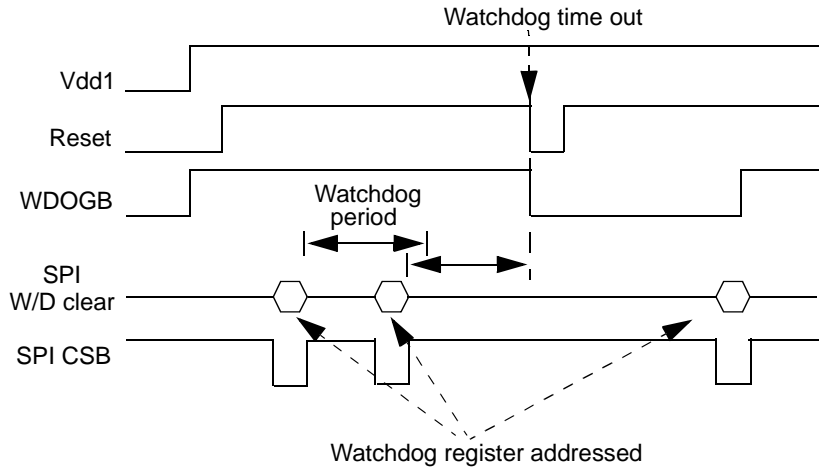 Watchdog time out
Vdd1
Reset
WDOGB
Watchdog
period
SPI
W/D clear
SPI CSB
Watchdog register addressed